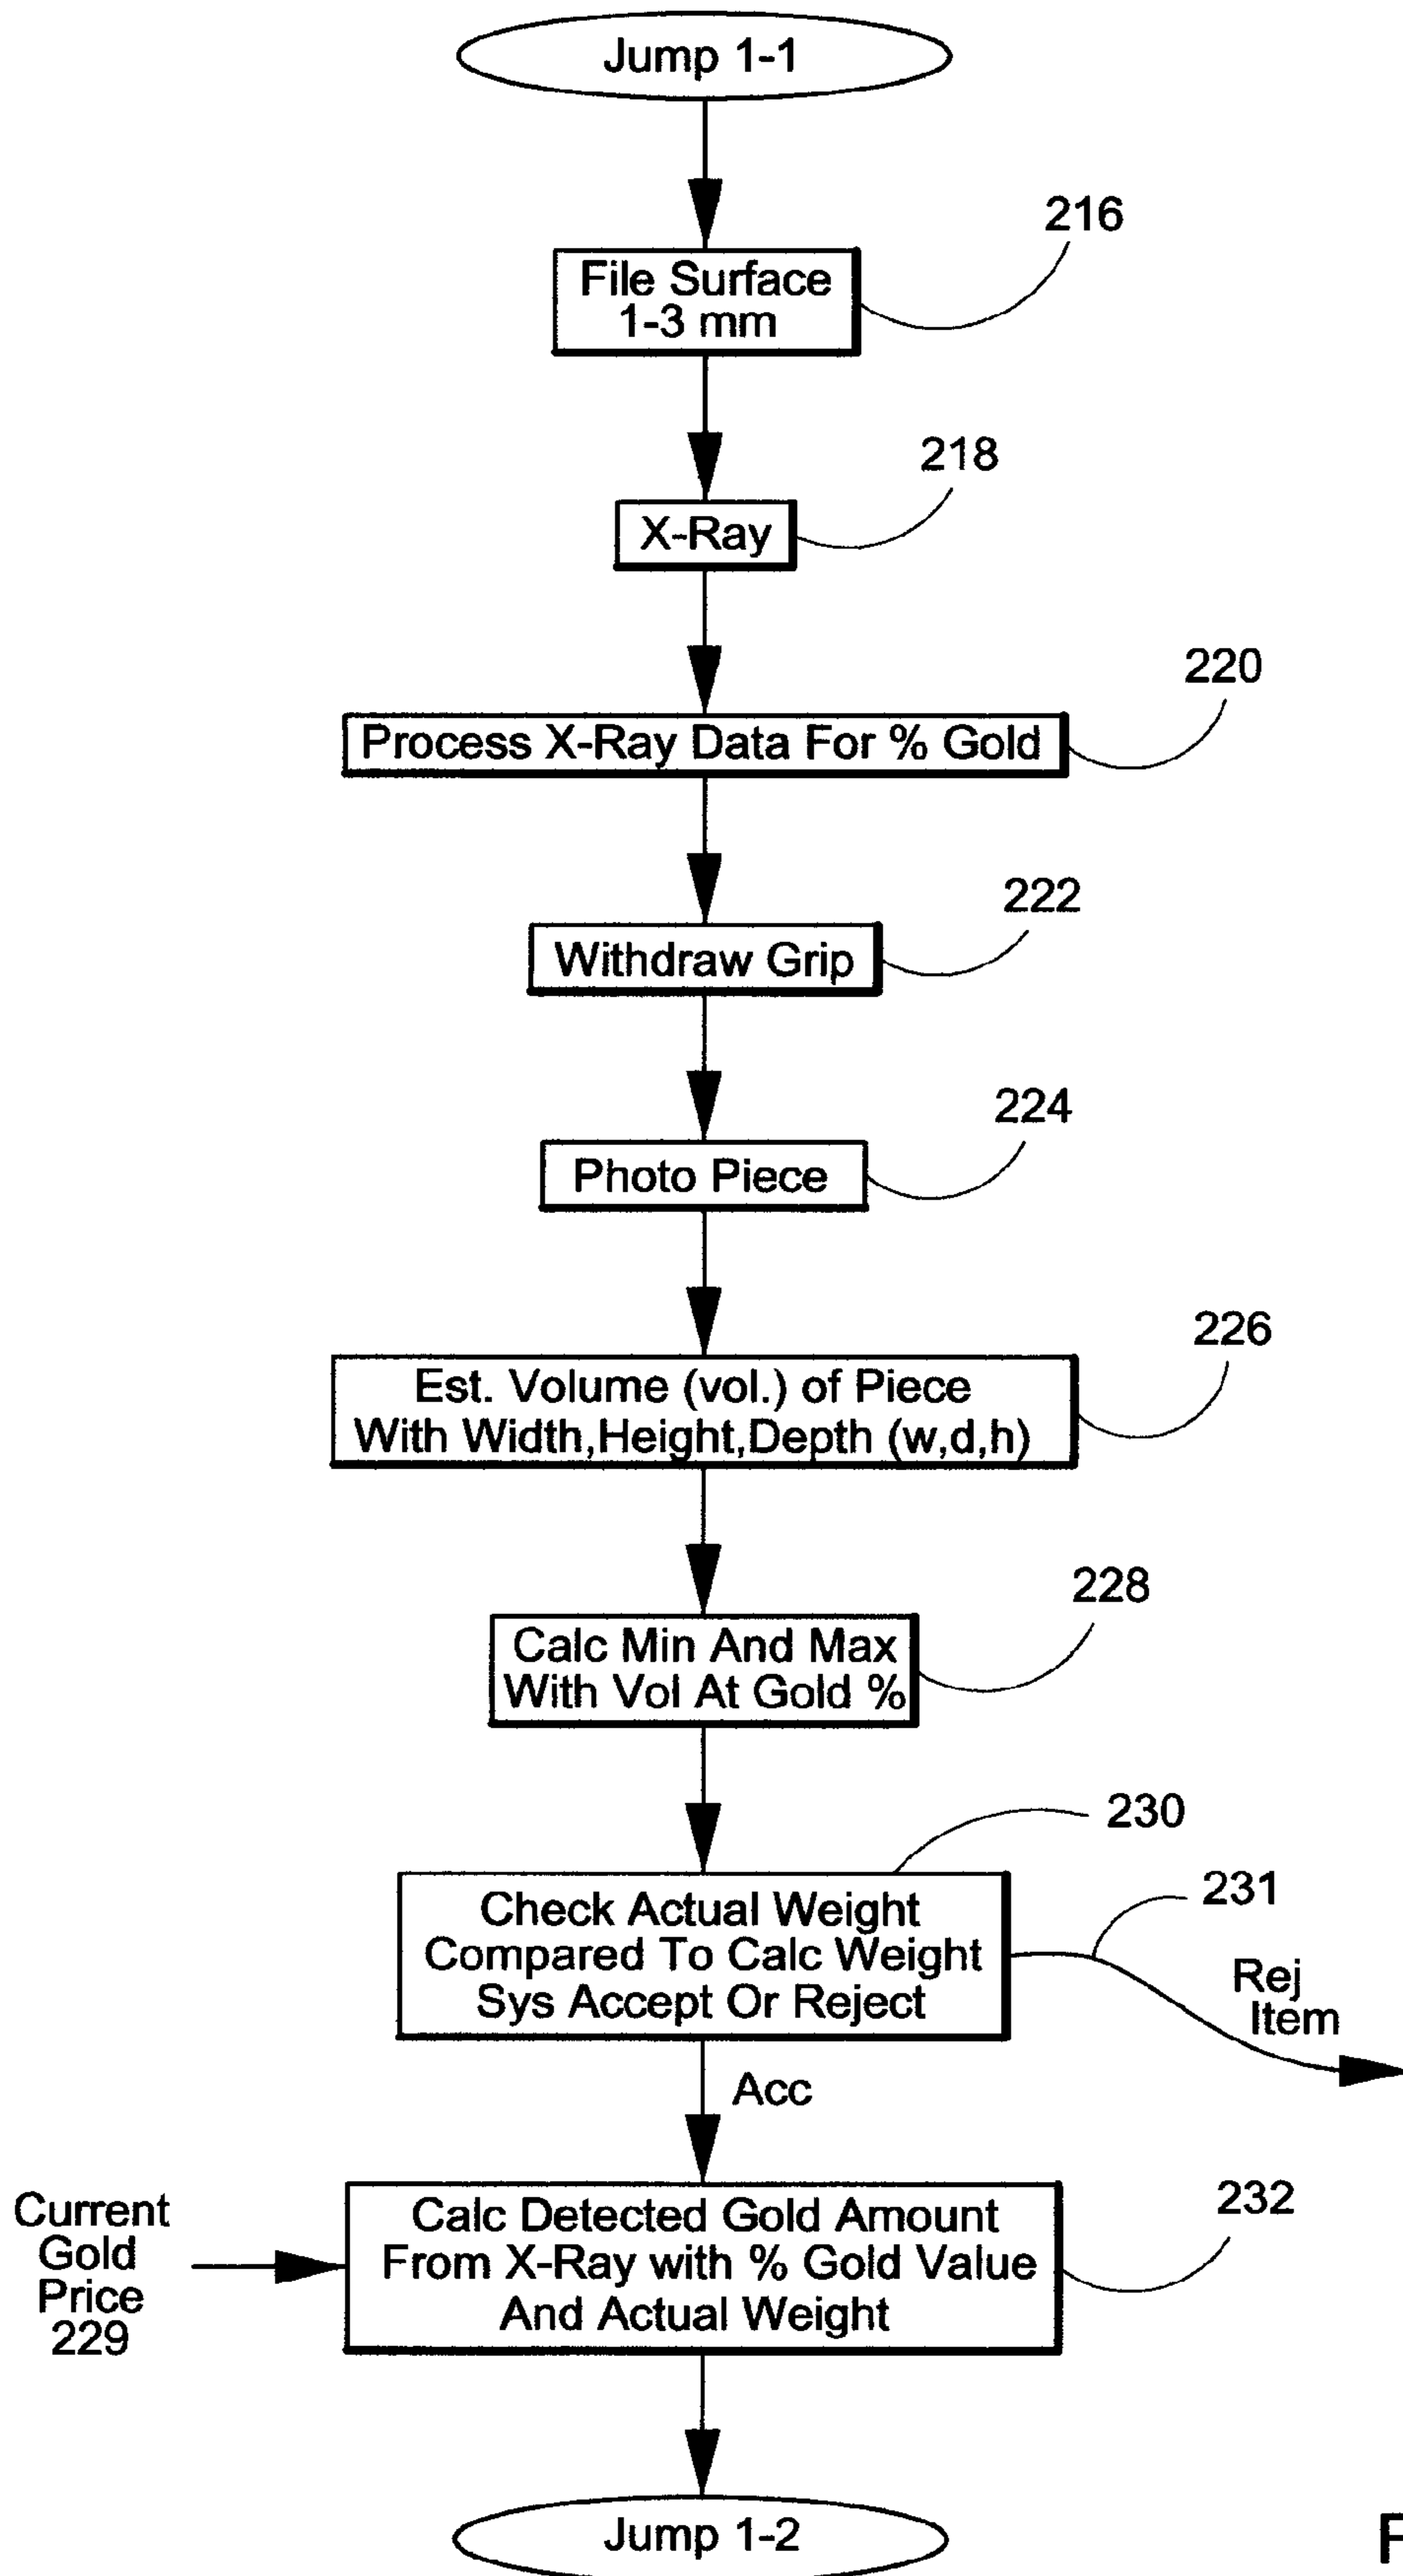 Jump 1-1
216
File Surface
1-3 mm
218
X-Ray
220
Process X-Ray Data For % Gold
222
Withdraw Grip
224
Photo Piece
226
Est. Volume (vol.) of Piece
With Width,Height,Depth (w,d,h)
228
Calc Min And Max
With Vol At Gold %
230
Check Actual Weight
Compared To Calc Weight
Sys Accept Or Reject
231
Rej
Item
Acc
Current
Gold
Price
229
232
Calc Detected Gold Amount
From X-Ray with % Gold Value
And Actual Weight
Jump 1-2